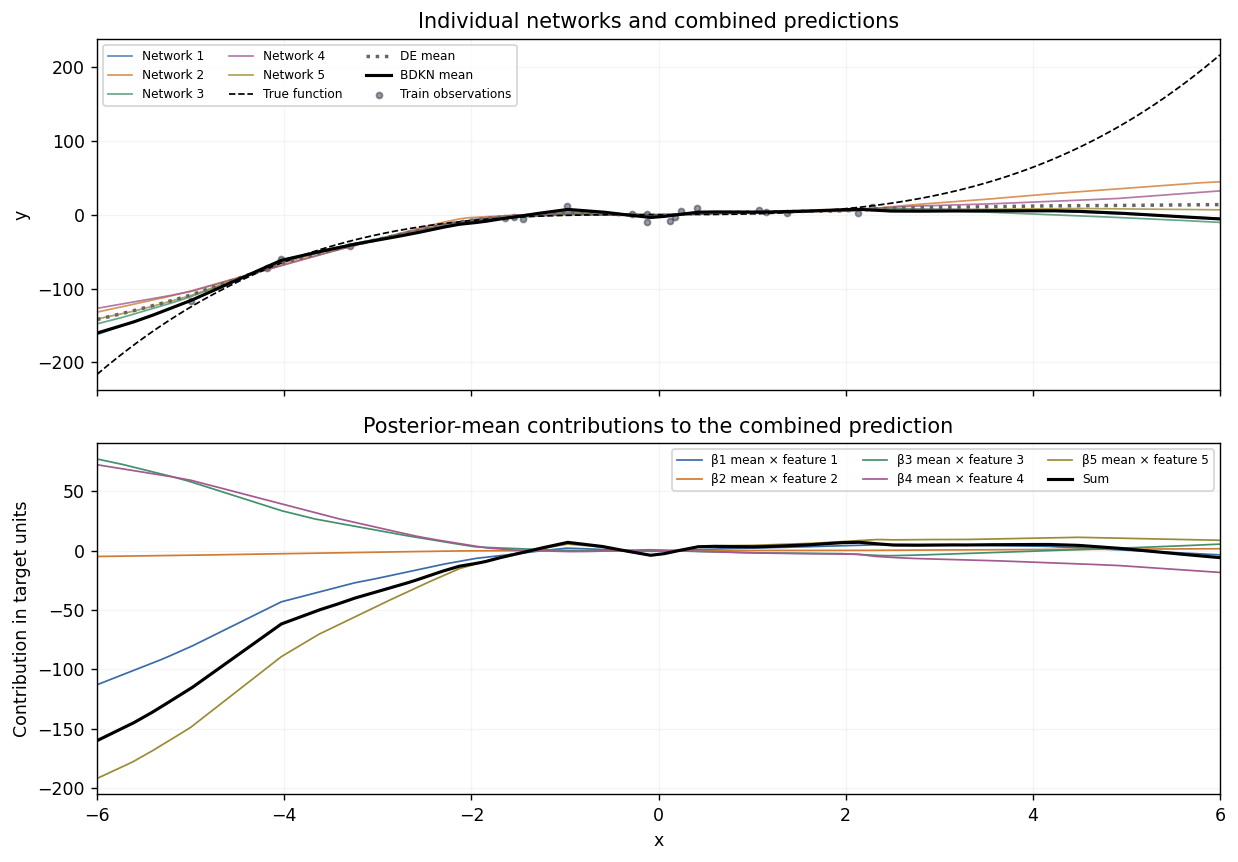 Individual networks and combined predictions
Network 1
Network 2
Network 3
Network 4
Network 5
True function
DE mean
BDKN mean
Train observations
200
100
0
−100
−200
y
Posterior-mean contributions to the combined prediction
β1 mean × feature 1
β2 mean × feature 2
β3 mean × feature 3
β4 mean × feature 4
β5 mean × feature 5
Sum
50
0
−50
−100
−150
−200
Contribution in target units
−6 −4 −2 0 2 4 6
x